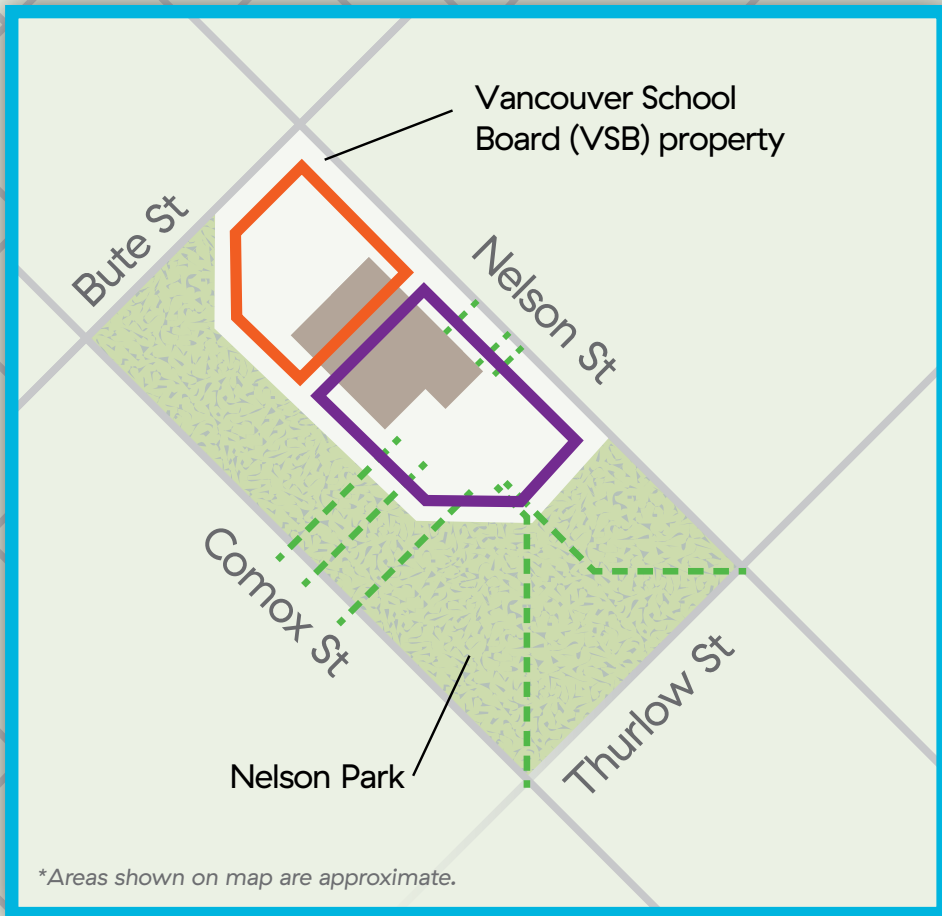 Vancouver School
Board (VSB) property
Bute St
Nelson St
Comox St
Thurlow St
Nelson Park
*Areas shown on map are approximate.